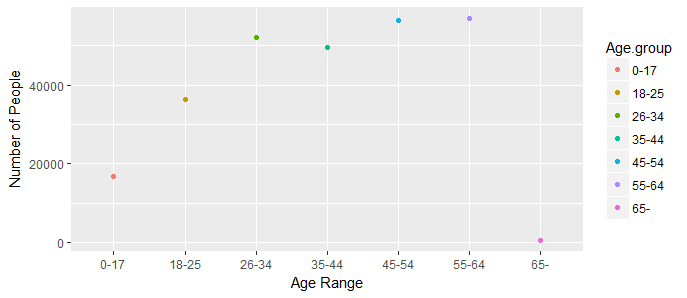 Number of People
40000
20000
0
0-17 18-25 26-34 35-44 45-54 55-64 65-
Age Range
Age.group
0-17
18-25
26-34
35-44
45-54
55-64
65-